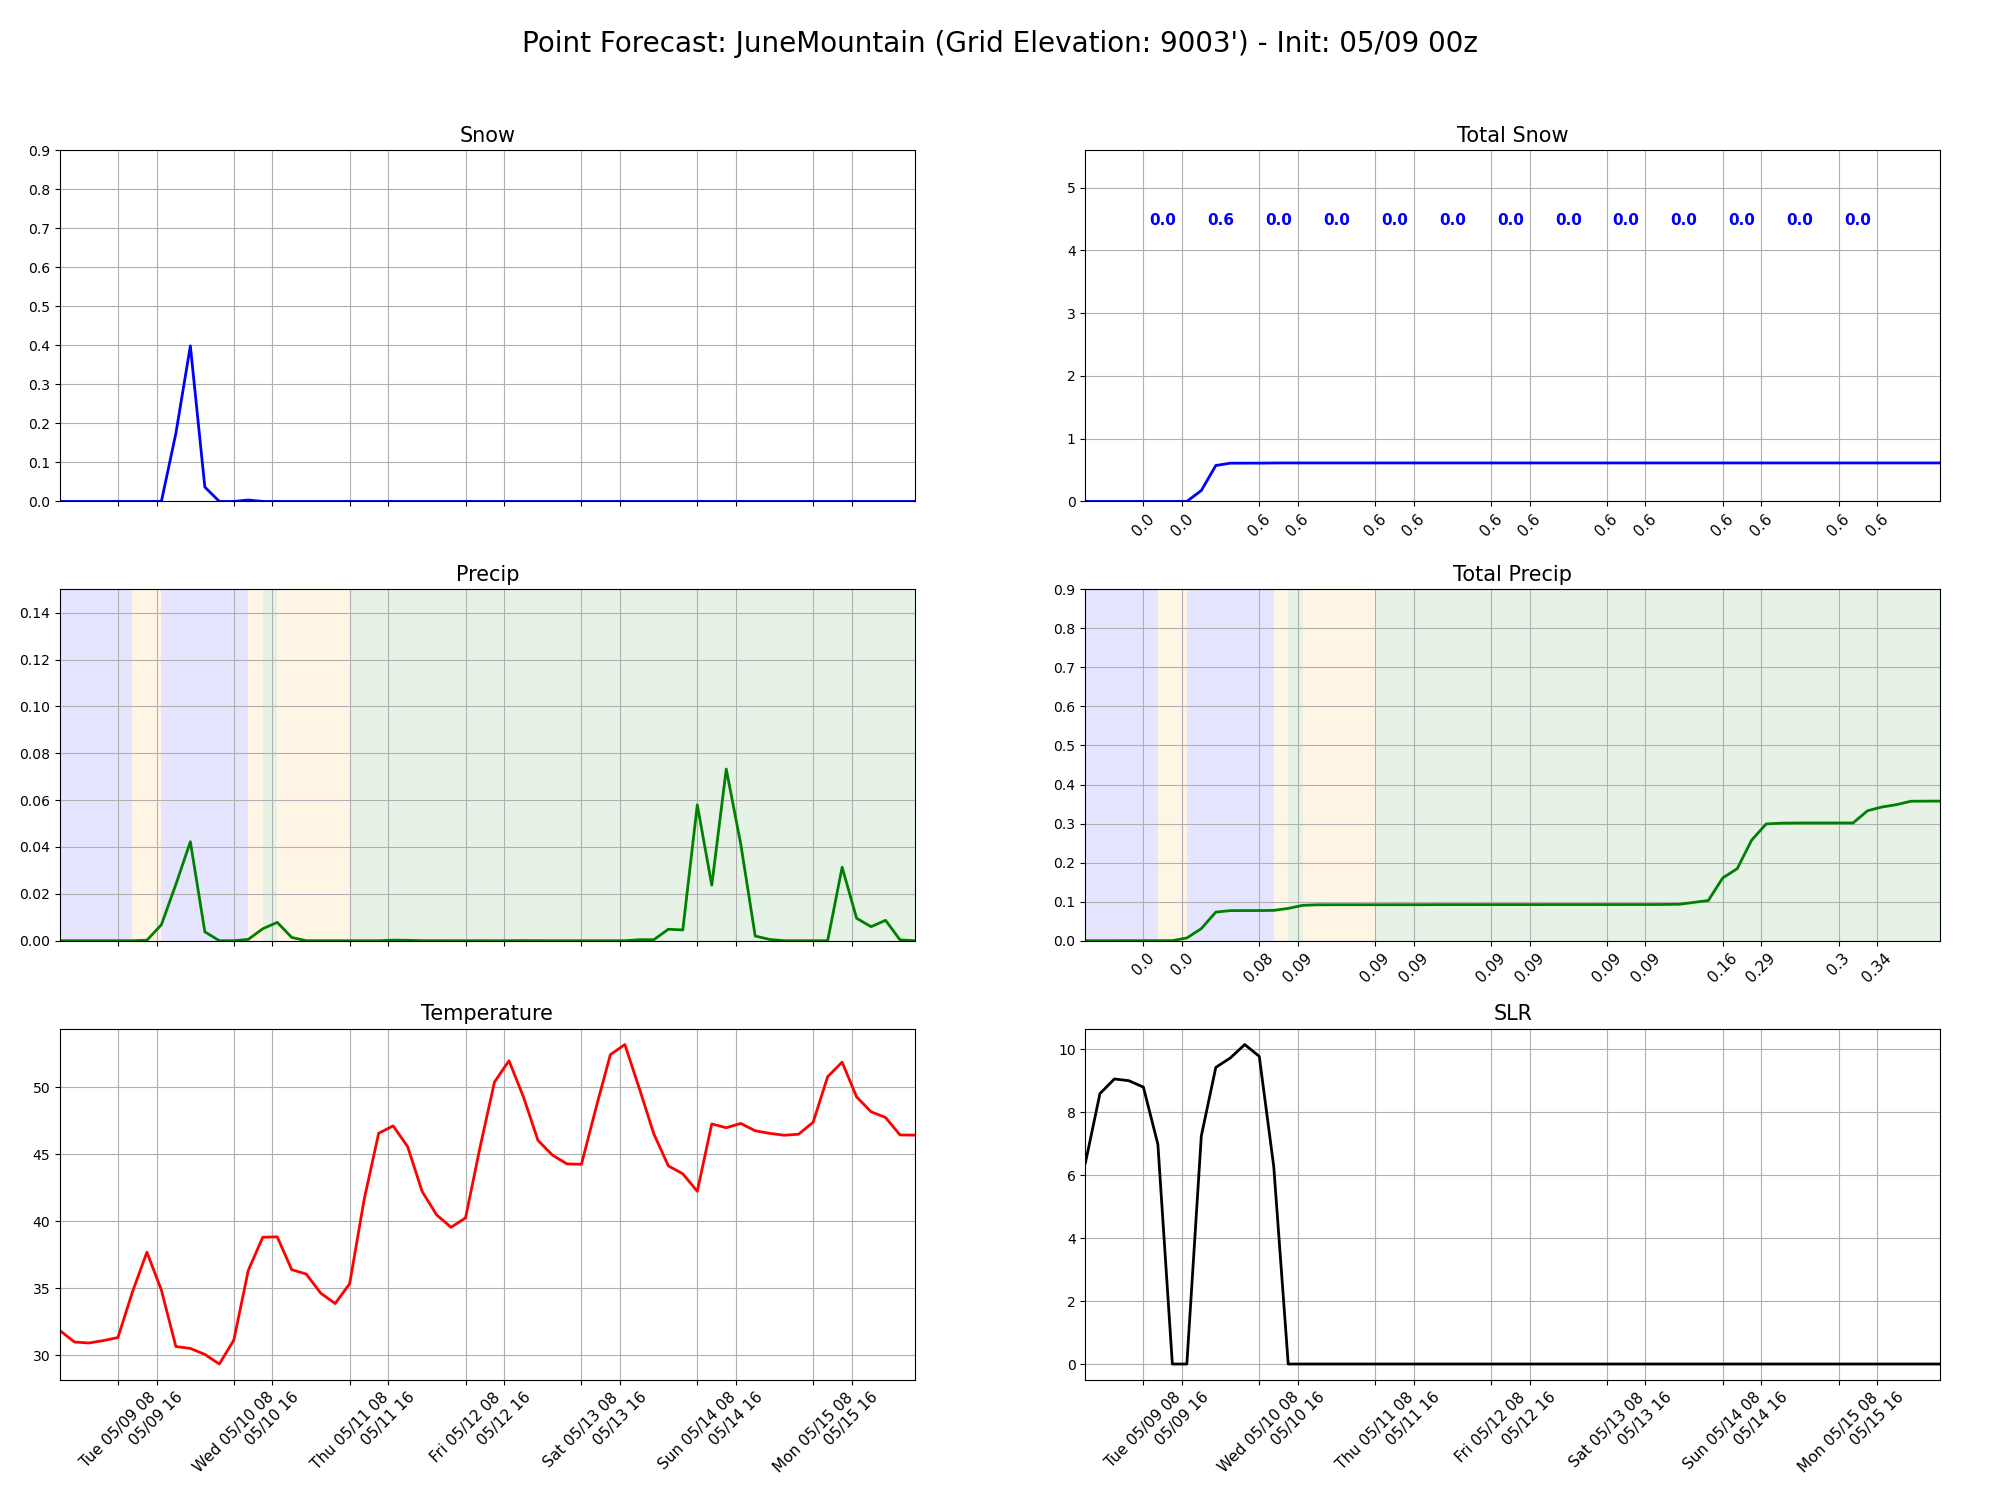 Point Forecast: JuneMountain (Grid Elevation: 9003') - Init: 05/09 00z
Snow
0.9
0.8
0.7
0.6
0.5
0.4
0.3
0.2
0.1
0.0
Total Snow
5
4
3
2
1
0
0.0 0.6 0.0 0.0 0.0 0.0 0.0 0.0 0.0 0.0 0.0 0.0 0.0
0.0 0.0 0.6 0.6 0.6 0.6 0.6 0.6 0.6 0.6 0.6 0.6 0.6 0.6
Precip
0.14
0.12
0.10
0.08
0.06
0.04
0.02
0.00
Total Precip
0.9
0.8
0.7
0.6
0.5
0.4
0.3
0.2
0.1
0.0
0.0 0.0 0.08 0.09 0.09 0.09 0.09 0.09 0.09 0.09 0.16 0.29 0.3 0.34
Temperature
50
45
40
35
30
Tue 05/09 08
05/09 16
Wed 05/10 08
05/10 16
Thu 05/11 08
05/11 16
Fri 05/12 08
05/12 16
Sat 05/13 08
05/13 16
Sun 05/14 08
05/14 16
Mon 05/15 08
05/15 16
SLR
10
8
6
4
2
0
Tue 05/09 08
05/09 16
Wed 05/10 08
05/10 16
Thu 05/11 08
05/11 16
Fri 05/12 08
05/12 16
Sat 05/13 08
05/13 16
Sun 05/14 08
05/14 16
Mon 05/15 08
05/15 16